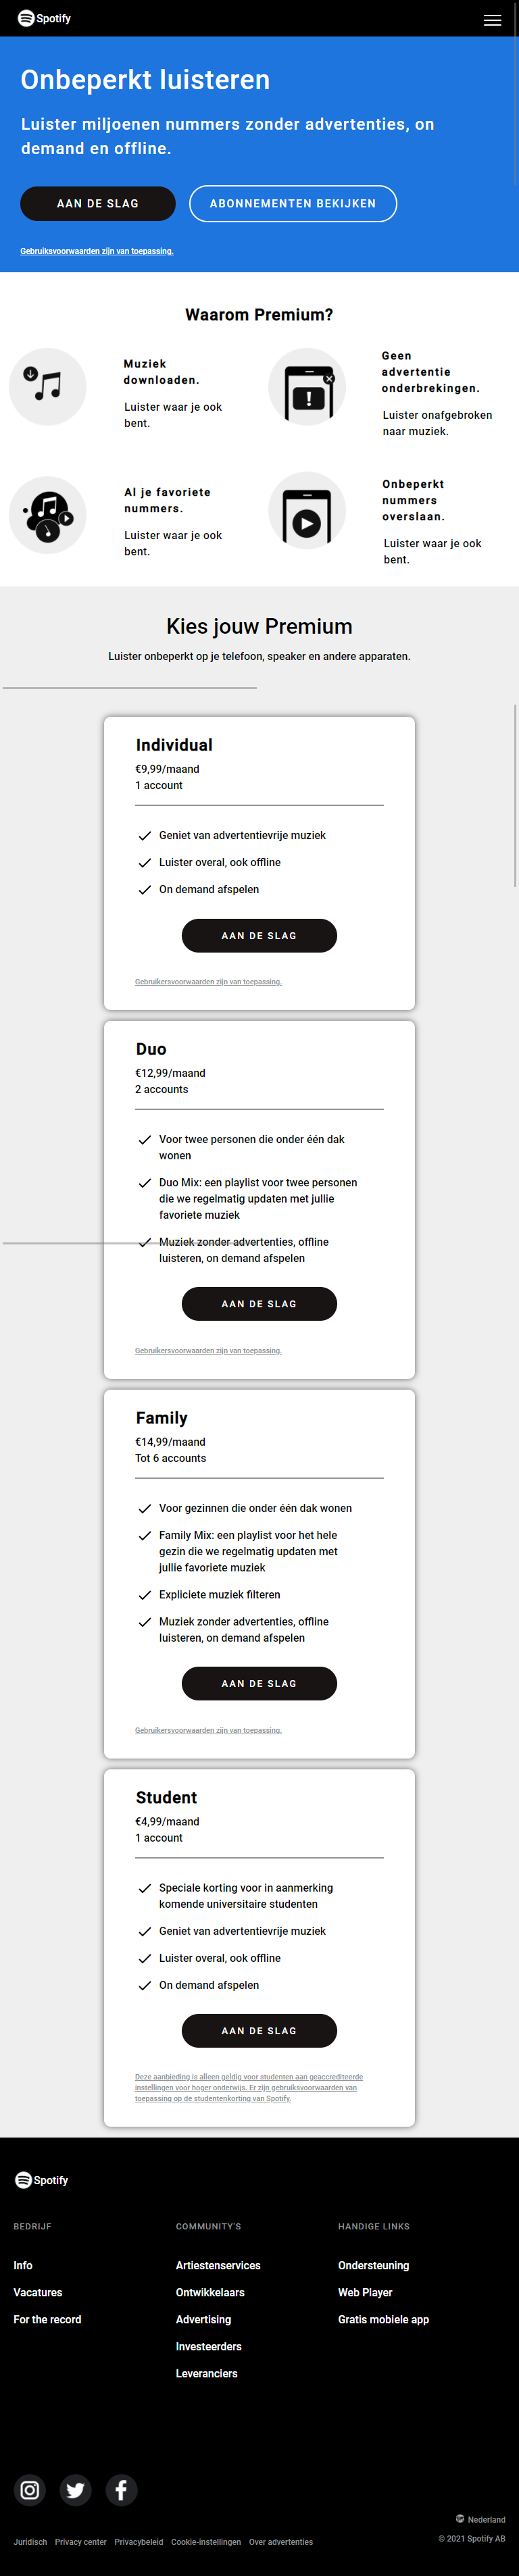 Spotify
Onbeperkt luisteren
Luister miljoenen nummers zonder advertenties, on
demand en offline.
AAN DE SLAG
ABONNEMENTEN BEKIJKEN
Gebruiksvoorwaarden zijn van toepassing.
Waarom Premium?
Muziek
downloaden.
Luister waar je ook
bent.
Geen
advertentie
onderbrekingen.
Luister onafgebroken
naar muziek.
Al je favoriete
nummers.
Luister waar je ook
bent.
Onbeperkt
nummers
overslaan.
Luister waar je ook
bent.
Kies jouw Premium
Luister onbeperkt op je telefoon, speaker en andere apparaten.
Individual
€9,99/maand
1 account
Geniet van advertentievrije muziek
Luister overal, ook offline
On demand afspelen
AAN DE SLAG
Gebruikersvoorwaarden zijn van toepassing.
Duo
€12,99/maand
2 accounts
Voor twee personen die onder één dak
wonen
Duo Mix: een playlist voor twee personen
die we regelmatig updaten met jullie
favoriete muziek
Muziek zonder advertenties, offline
luisteren, on demand afspelen
AAN DE SLAG
Gebruikersvoorwaarden zijn van toepassing.
Family
€14,99/maand
Tot 6 accounts
Voor gezinnen die onder één dak wonen
Family Mix: een playlist voor het hele
gezin die we regelmatig updaten met
jullie favoriete muziek
Expliciete muziek filteren
Muziek zonder advertenties, offline
luisteren, on demand afspelen
AAN DE SLAG
Gebruikersvoorwaarden zijn van toepassing.
Student
€4,99/maand
1 account
Speciale korting voor in aanmerking
komende universitaire studenten
Geniet van advertentievrije muziek
Luister overal, ook offline
On demand afspelen
AAN DE SLAG
Deze aanbieding is alleen geldig voor studenten aan geaccrediteerde
instellingen voor hoger onderwijs. Er zijn gebruiksvoorwaarden van
toepassing op de studentenkorting van Spotify.
Spotify
BEDRIJF
Info
Vacatures
For the record
COMMUNITY'S
Artiestenservices
Ontwikkelaars
Advertising
Investeerders
Leveranciers
HANDIGE LINKS
Ondersteuning
Web Player
Gratis mobiele app
Nederland
Juridisch Privacy center Privacybeleid Cookie-instellingen Over advertenties
© 2021 Spotify AB